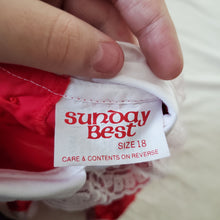 Sunday
Best
SIZE 18
CARE & CONTENTS ON REVERSE